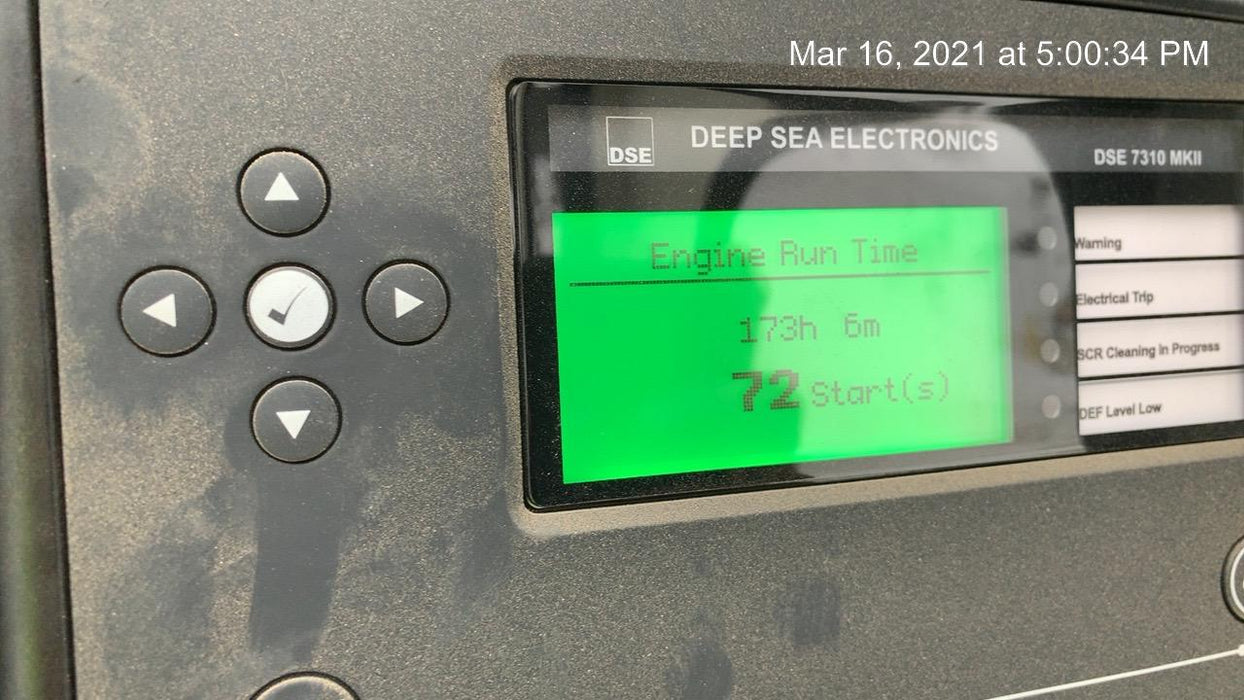 Mar 16, 2021 at 5:00:34 PM
DSE
DEEP SEA ELECTRONICS
DSE 7310 MKII
Engine Run Time
173h 6m
72 Start(s)
Warning
Electrical Trip
SCR Cleaning In Progress
DEF Level Low